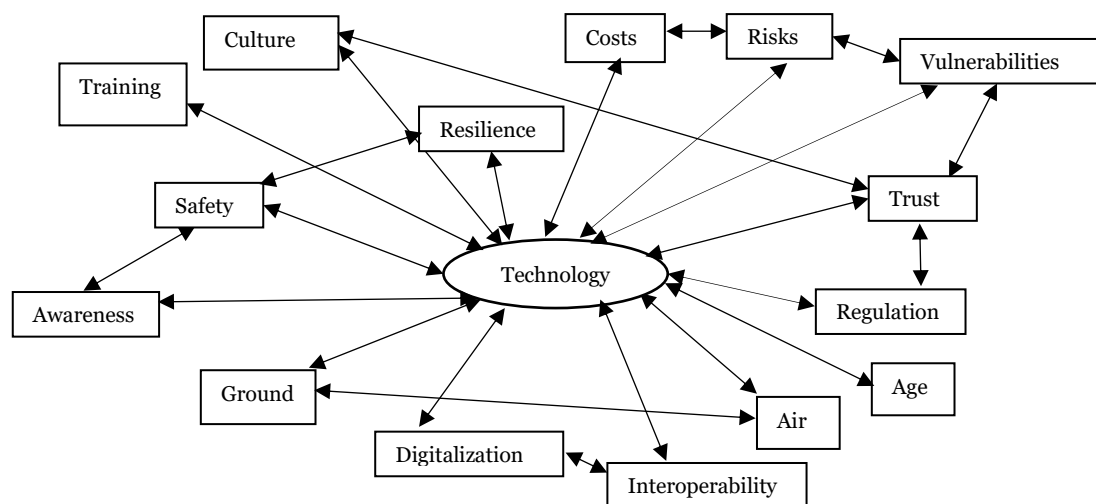 Culture
Costs
Risks
Vulnerabilities
Training
Resilience
Safety
Trust
Technology
Awareness
Regulation
Ground
Age
Air
Digitalization
Interoperability